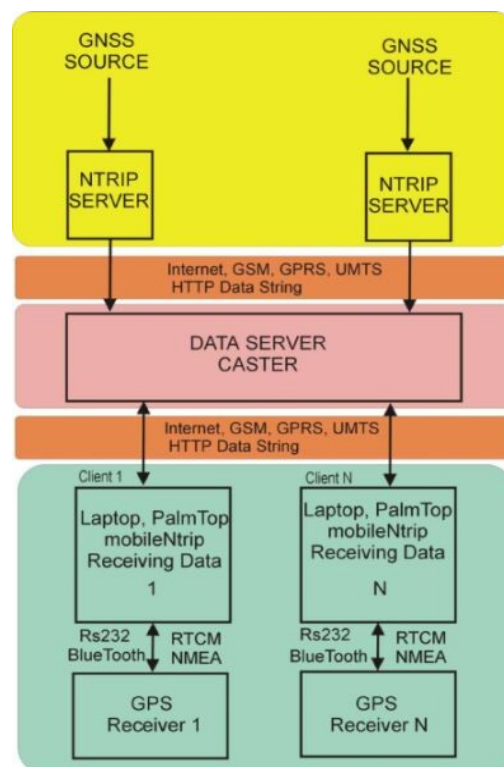 GNSS
SOURCE
GNSS
SOURCE
NTRIP
SERVER
NTRIP
SERVER
Internet, GSM, GPRS, UMTS
HTTP Data String
DATA SERVER
CASTER
Internet, GSM, GPRS, UMTS
HTTP Data String
Client 1
Laptop, PalmTop
mobileNtrip
Receiving Data
1
Client N
Laptop, PalmTop
mobileNtrip
Receiving Data
N
Rs232
BlueTooth
RTCM
NMEA
Rs232
BlueTooth
RTCM
NMEA
GPS
Receiver 1
GPS
Receiver N